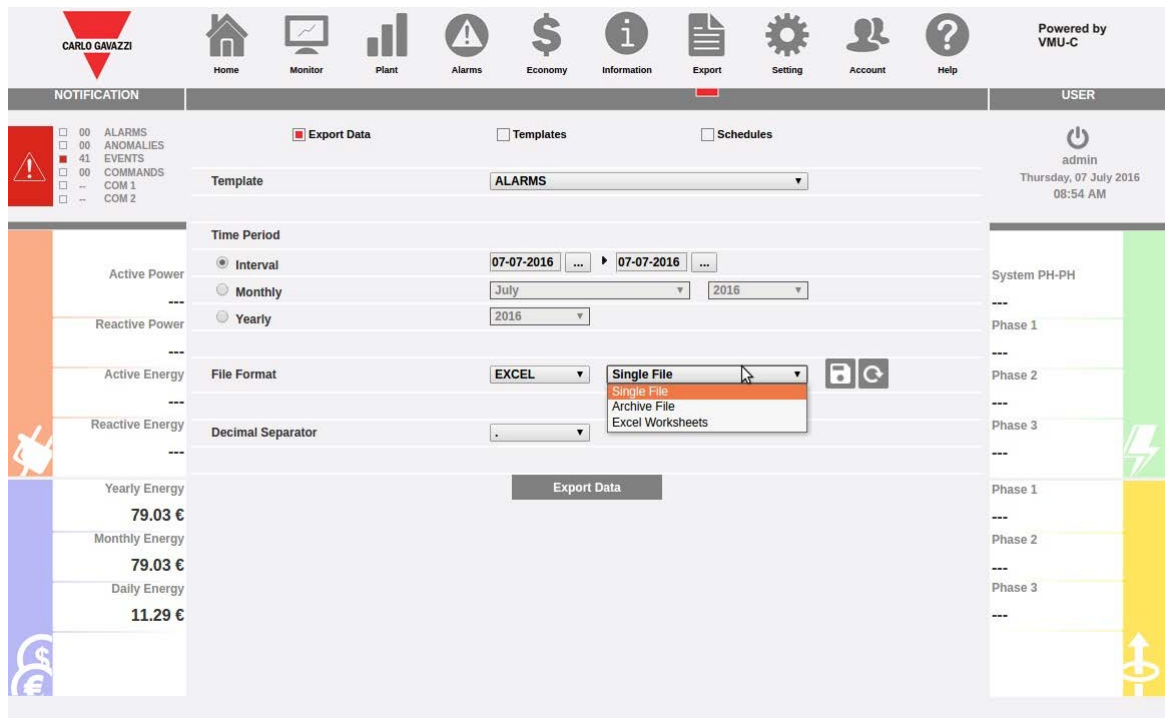 CARLO GAVAZZI
Home Monitor Plant Alarms Economy Information Export Setting Account Help
Powered by
VMU-C
NOTIFICATION
USER
00 ALARMS
00 ANOMALIES
41 EVENTS
00 COMMANDS
-- COM 1
-- COM 2
Export Data Templates Schedules
admin
Thursday, 07 July 2016
08:54 AM
Template ALARMS
Time Period
Interval 07-07-2016 ... 07-07-2016 ...
Monthly July 2016
Yearly 2016
File Format EXCEL Single File
Single File
Archive File
Excel Worksheets
Decimal Separator .
Export Data
Active Power
---
Reactive Power
---
Active Energy
---
Reactive Energy
---
Yearly Energy
79.03 €
Monthly Energy
79.03 €
Daily Energy
11.29 €
$
€
System PH-PH
---
Phase 1
---
Phase 2
---
Phase 3
---
Phase 1
---
Phase 2
---
Phase 3
---